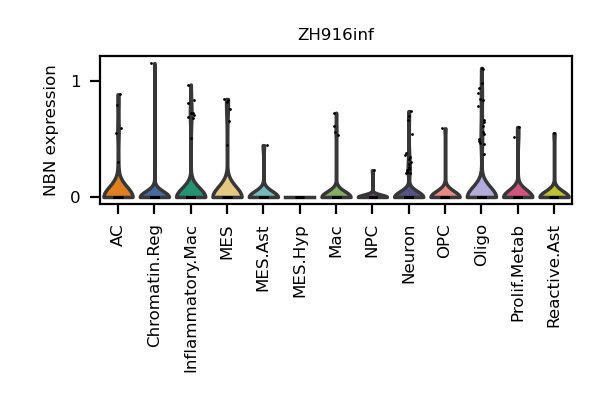 ZH916inf
NBN expression
1
0
AC
Chromatin.Reg
Inflammatory.Mac
MES
MES.Ast
MES.Hyp
Mac
NPC
Neuron
OPC
Oligo
Prolif.Metab
Reactive.Ast